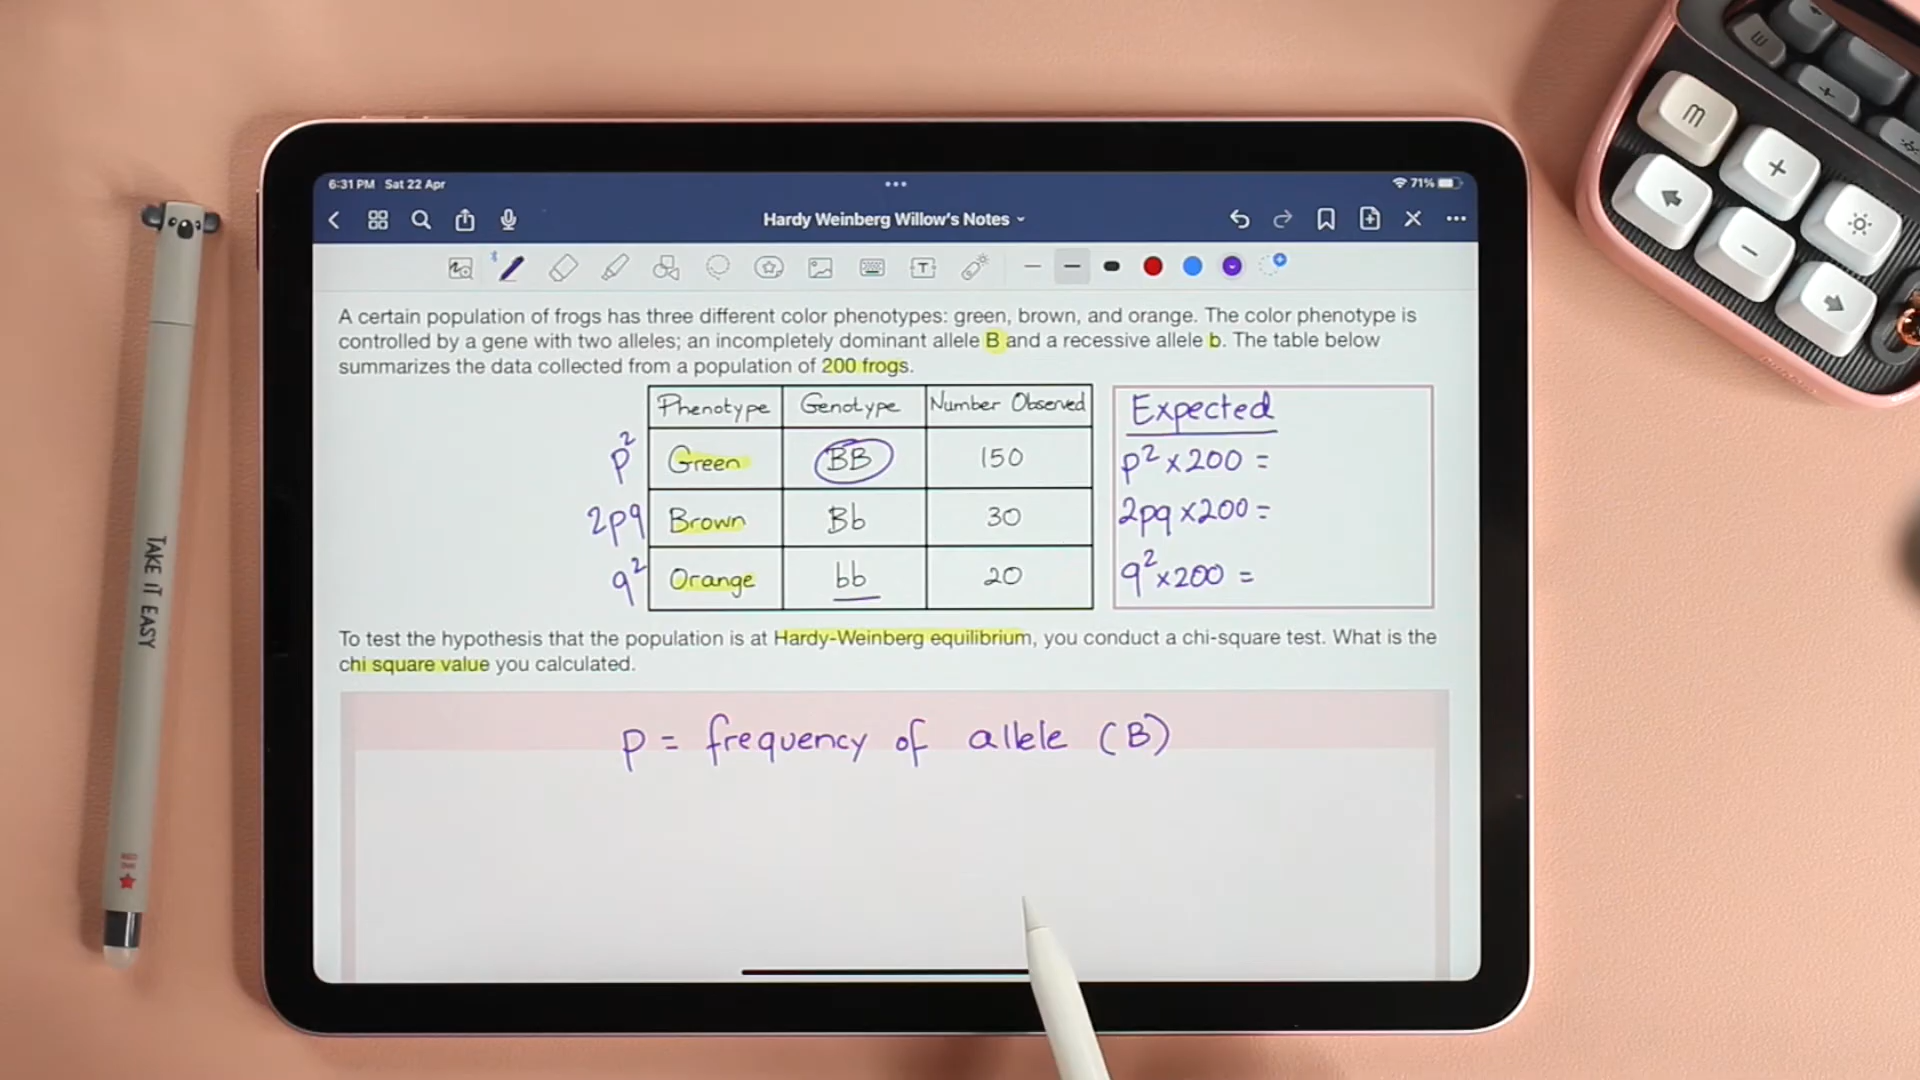 6:31 PM Sat 22 Apr
71%
Hardy Weinberg Willow's Notes
A certain population of frogs has three different color phenotypes: green, brown, and orange. The color phenotype is
controlled by a gene with two alleles; an incompletely dominant allele B and a recessive allele b. The table below
summarizes the data collected from a population of 200 frogs.
Phenotype Genotype Number Observed
p² Green BB 150
2pq Brown Bb 30
q² Orange bb 20
Expected
p² x 200 =
2pq x 200 =
q² x 200 =
To test the hypothesis that the population is at Hardy-Weinberg equilibrium, you conduct a chi-square test. What is the
chi square value you calculated.
p = frequency of allele (B)
TAKE IT EASY
m
+
−